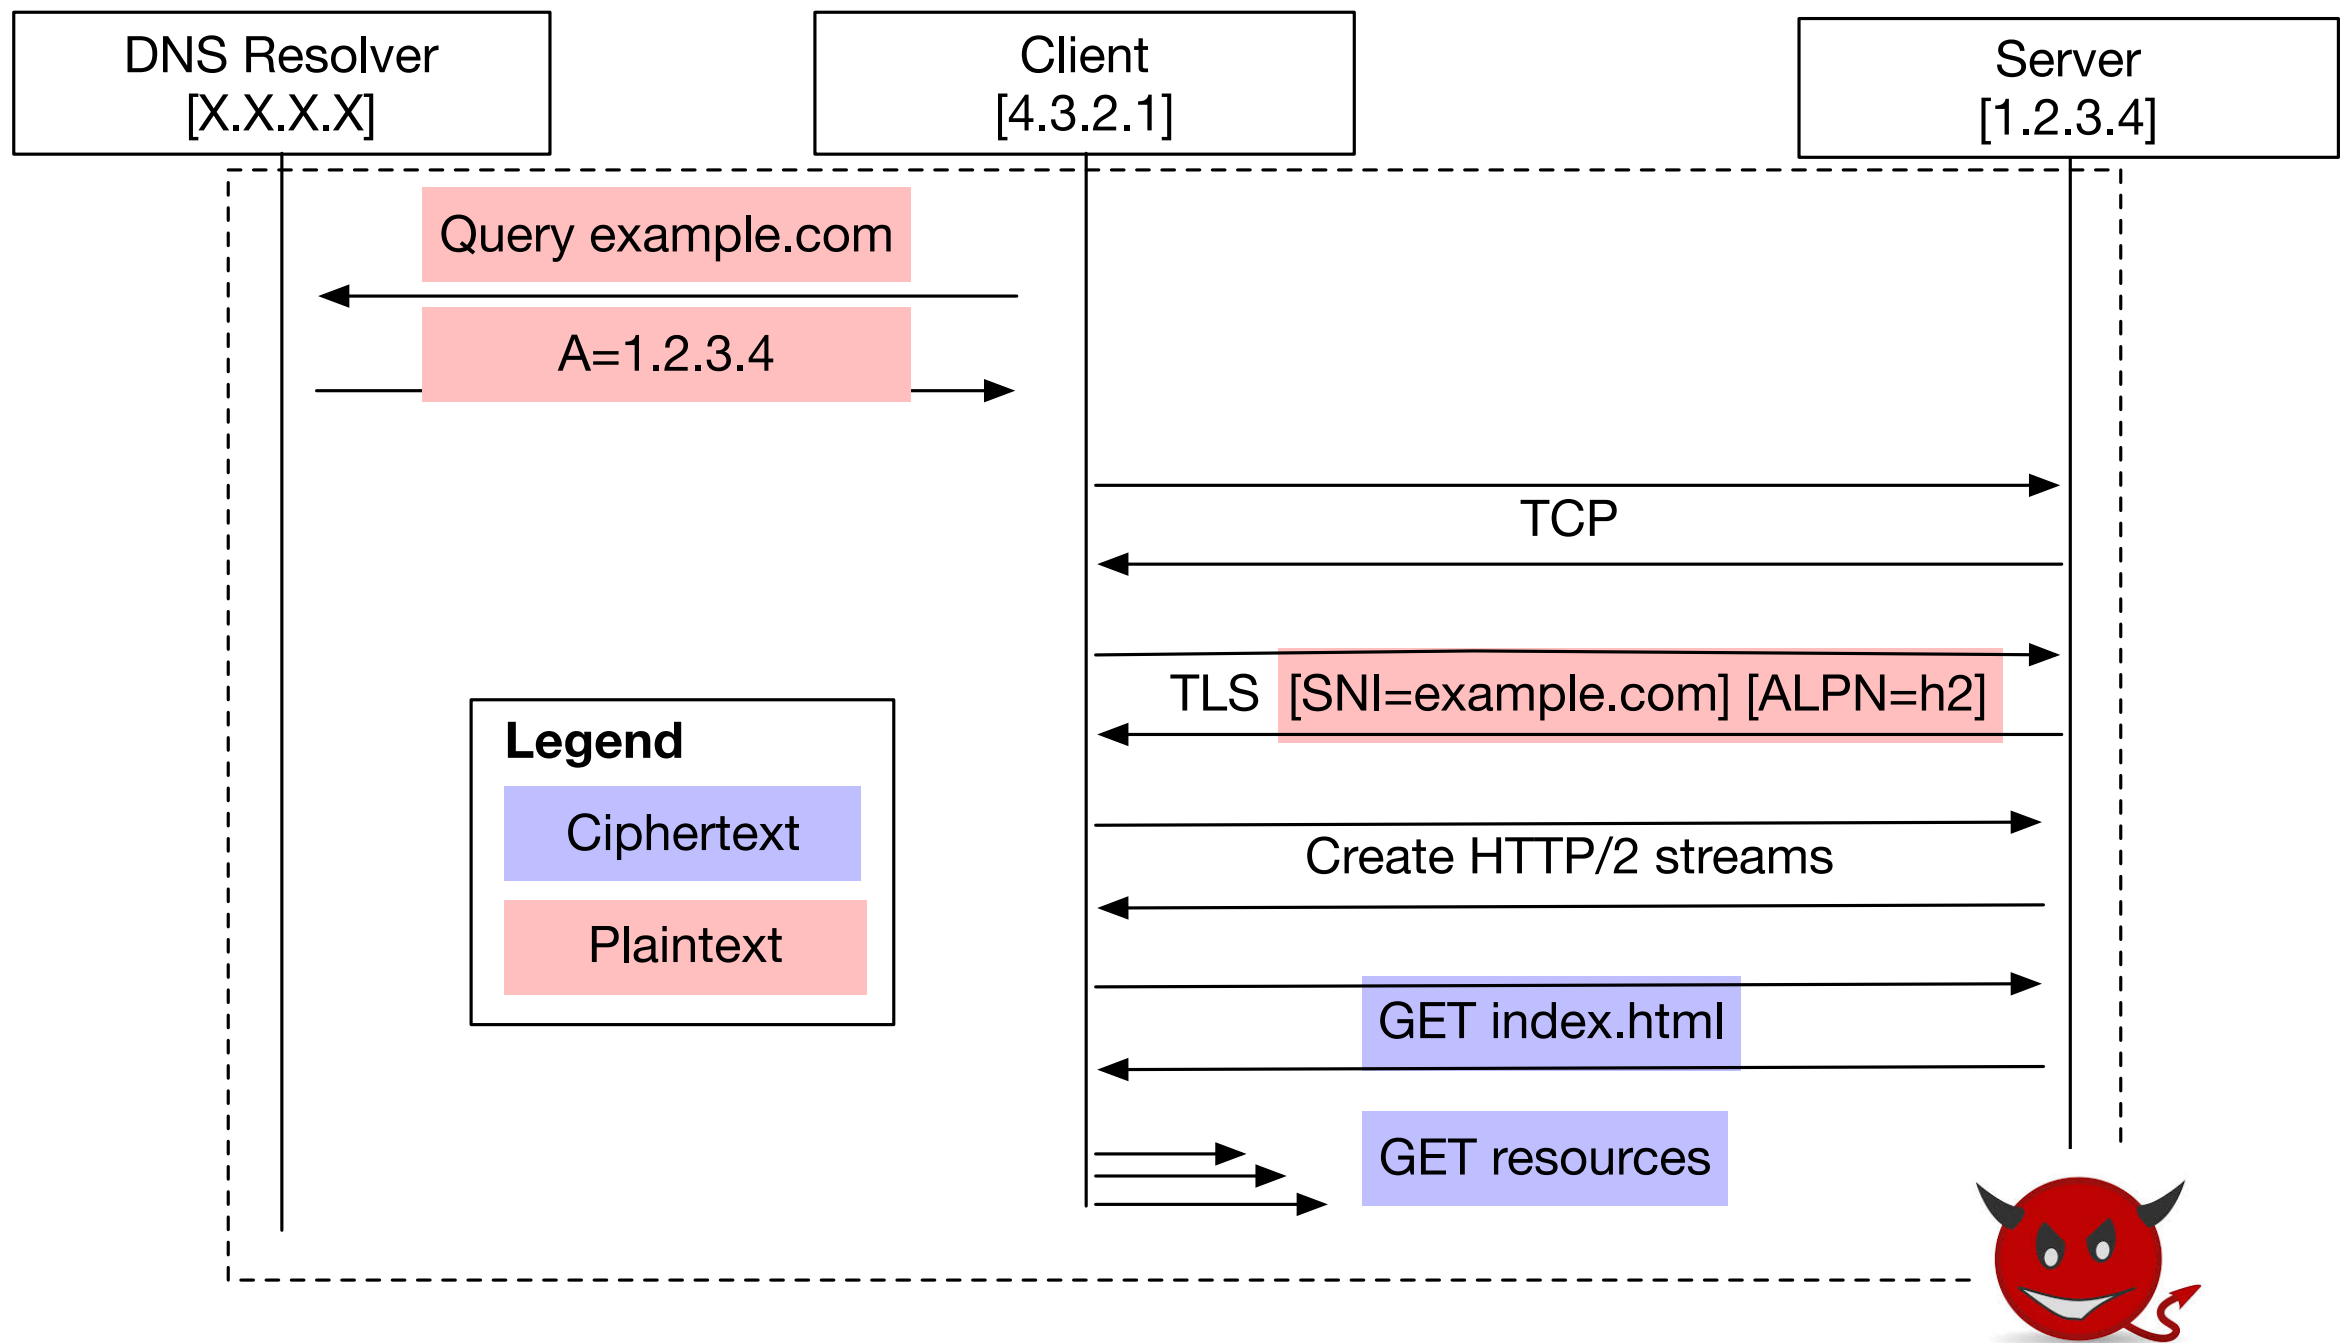 DNS Resolver
[X.X.X.X]
Client
[4.3.2.1]
Server
[1.2.3.4]
Query example.com
A=1.2.3.4
TCP
TLS [SNI=example.com] [ALPN=h2]
Create HTTP/2 streams
GET index.html
GET resources
Legend
Ciphertext
Plaintext